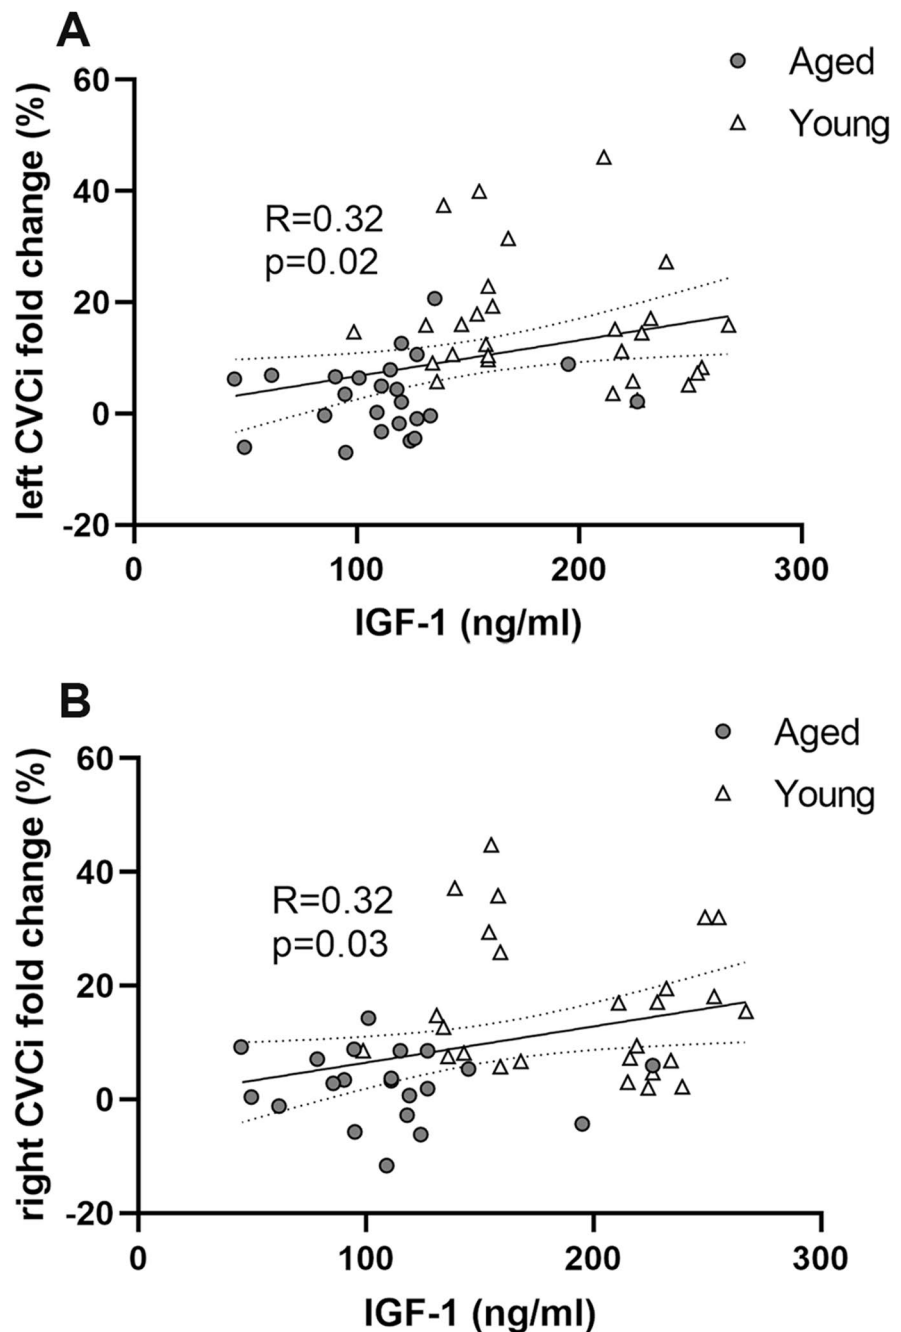 A
Aged
Young
60
40
20
0
-20
R=0.32
p=0.02
0 100 200 300
IGF-1 (ng/ml)
left CVCi fold change (%)
B
Aged
Young
60
40
20
0
-20
R=0.32
p=0.03
0 100 200 300
IGF-1 (ng/ml)
right CVCi fold change (%)